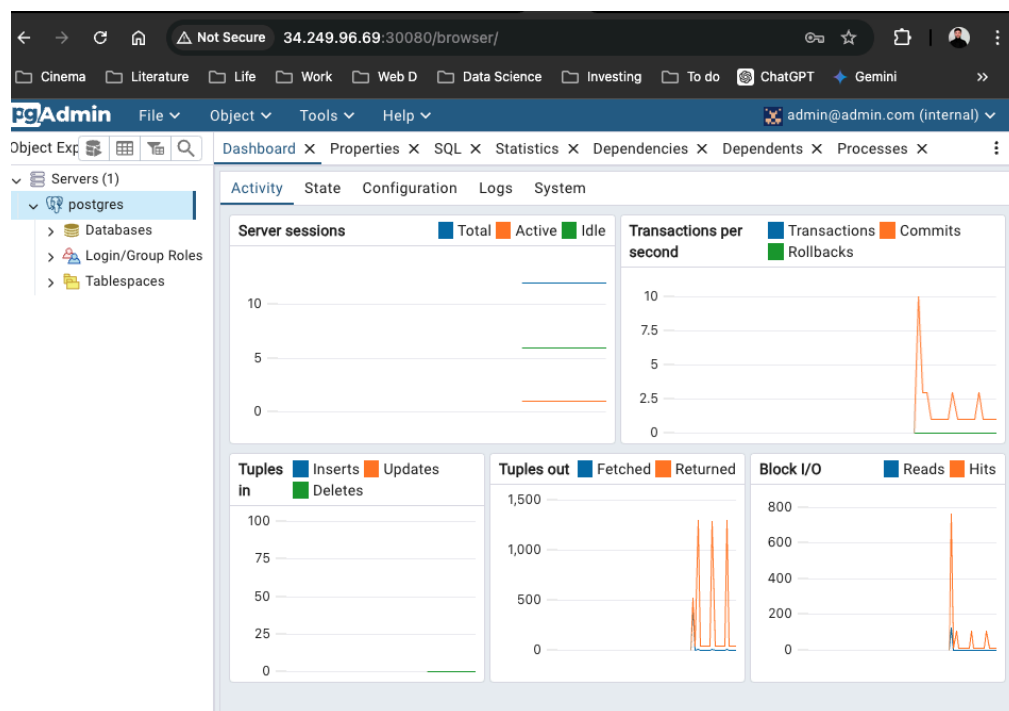 Not Secure 34.249.96.69:30080/browser/
Cinema Literature Life Work Web D Data Science Investing To do ChatGPT Gemini »
pgAdmin File Object Tools Help admin@admin.com (internal)
Object Exp Dashboard X Properties X SQL X Statistics X Dependencies X Dependents X Processes X
Servers (1)
postgres
Databases
Login/Group Roles
Tablespaces
Activity State Configuration Logs System
Server sessions Total Active Idle
10
5
0
Transactions per second Transactions Commits
Rollbacks
10
7.5
5
2.5
0
Tuples in Inserts Updates
Deletes
100
75
50
25
0
Tuples out Fetched Returned
1,500
1,000
500
0
Block I/O Reads Hits
800
600
400
200
0